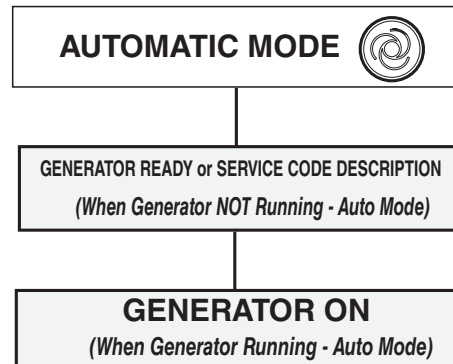 AUTOMATIC MODE
GENERATOR READY or SERVICE CODE DESCRIPTION
(When Generator NOT Running - Auto Mode)
GENERATOR ON
(When Generator Running - Auto Mode)